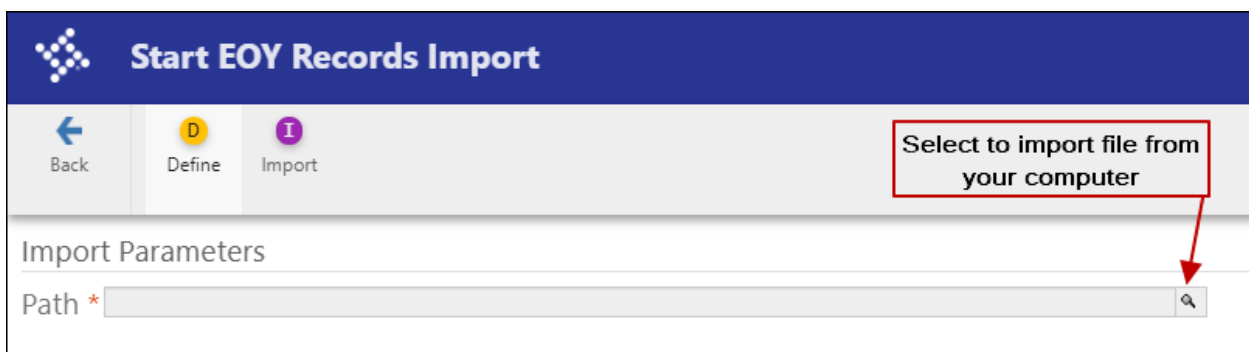 Start EOY Records Import
D
I
Back
Define
Import
Select to import file from
your computer
Import Parameters
Path *